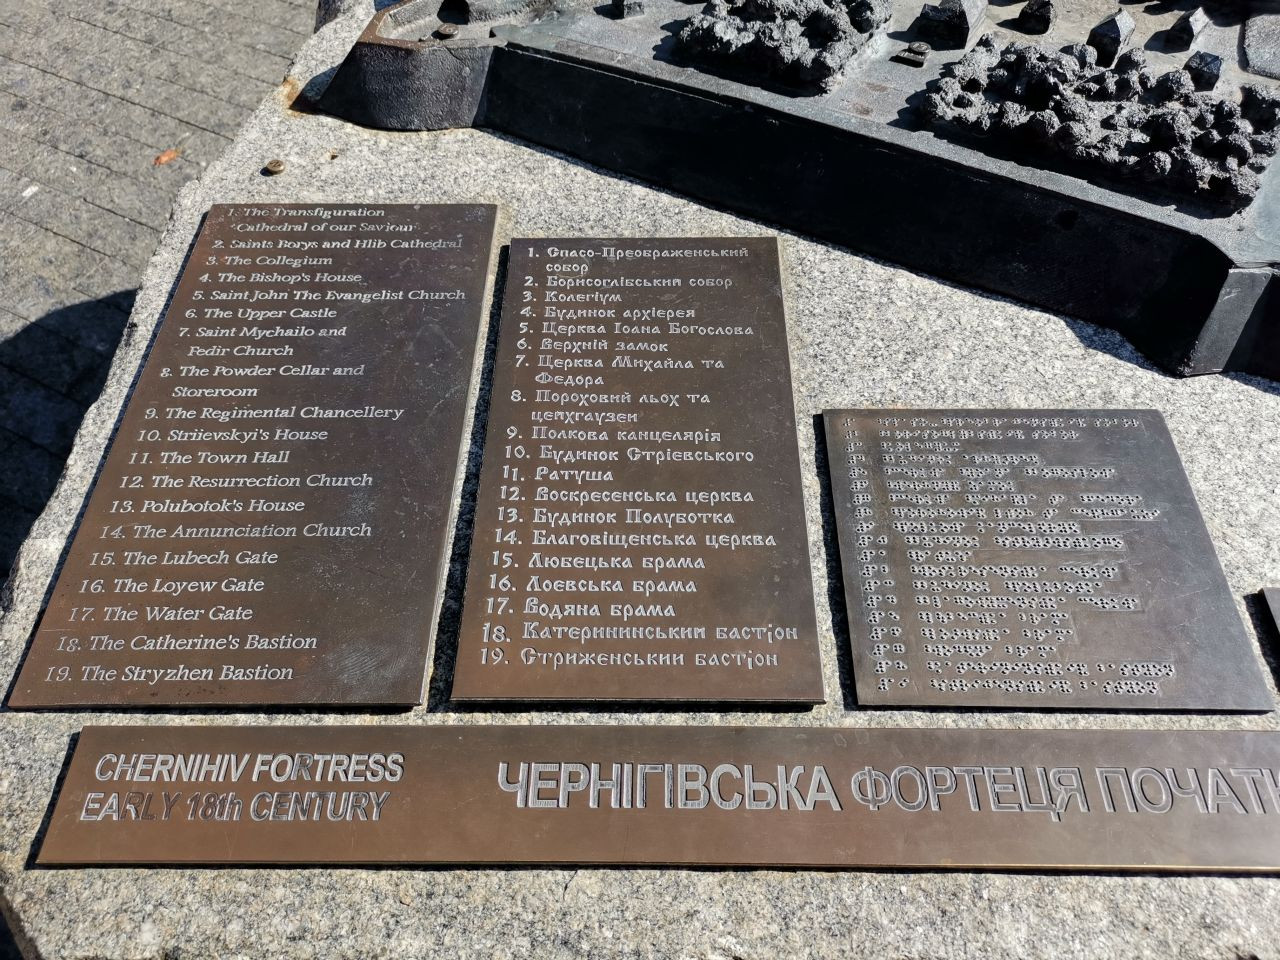 1. The Transfiguration
Cathedral of our Saviour
2. Saints Borys and Hlib Cathedral
3. The Collegium
4. The Bishop's House
5. Saint John The Evangelist Church
6. The Upper Castle
7. Saint Mychailo and
Fedir Church
8. The Powder Cellar and
Storeroom
9. The Regimental Chancellery
10. Striievskyi's House
11. The Town Hall
12. The Resurrection Church
13. Polubotok's House
14. The Annunciation Church
15. The Lubech Gate
16. The Loyew Gate
17. The Water Gate
18. The Catherine's Bastion
19. The Stryzhen Bastion
1. Спасо-Преображенський
собор
2. Борисоглівський собор
3. Колегіум
4. Будинок архієрея
5. Церква Іоана Богослова
6. Верхній замок
7. Церква Михайла та
Федора
8. Пороховий льох та
цейхгаузен
9. Полкова канцелярія
10. Будинок Стрієвського
11. Ратуша
12. Воскресенська церква
13. Будинок Полуботка
14. Благовіщенська церква
15. Любецька брама
16. Лоєвська брама
17. Водяна брама
18. Катерининський бастіон
19. Стриженський бастіон
CHERNIHIV FORTRESS
EARLY 18th CENTURY
ЧЕРНІГІВСЬКА ФОРТЕЦЯ